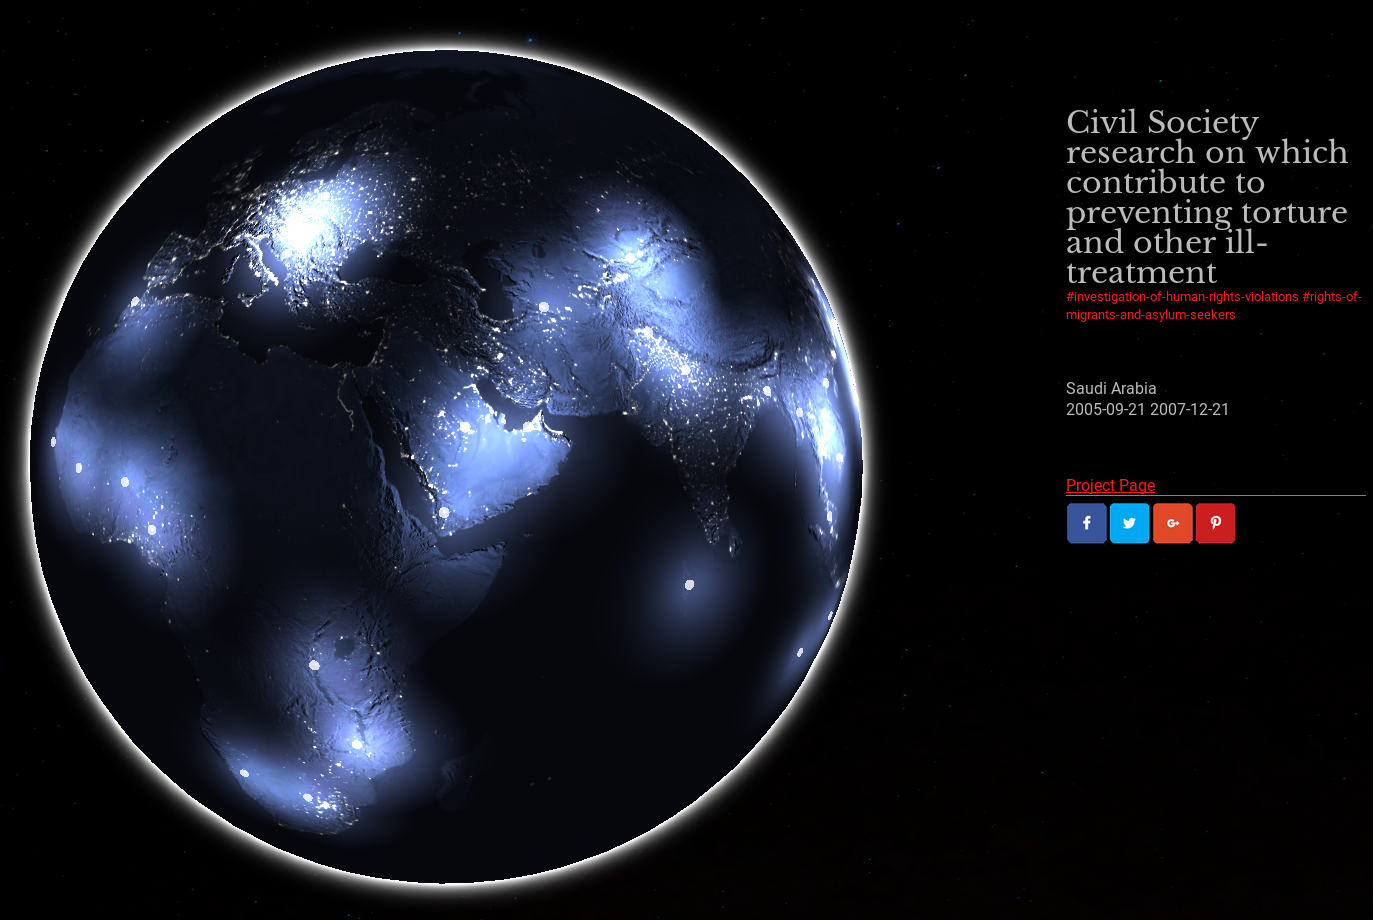 Civil Society
research on which
contribute to
preventing torture
and other ill-
treatment
#investigation-of-human-rights-violations #rights-of-
migrants-and-asylum-seekers
Saudi Arabia
2005-09-21 2007-12-21
Project Page